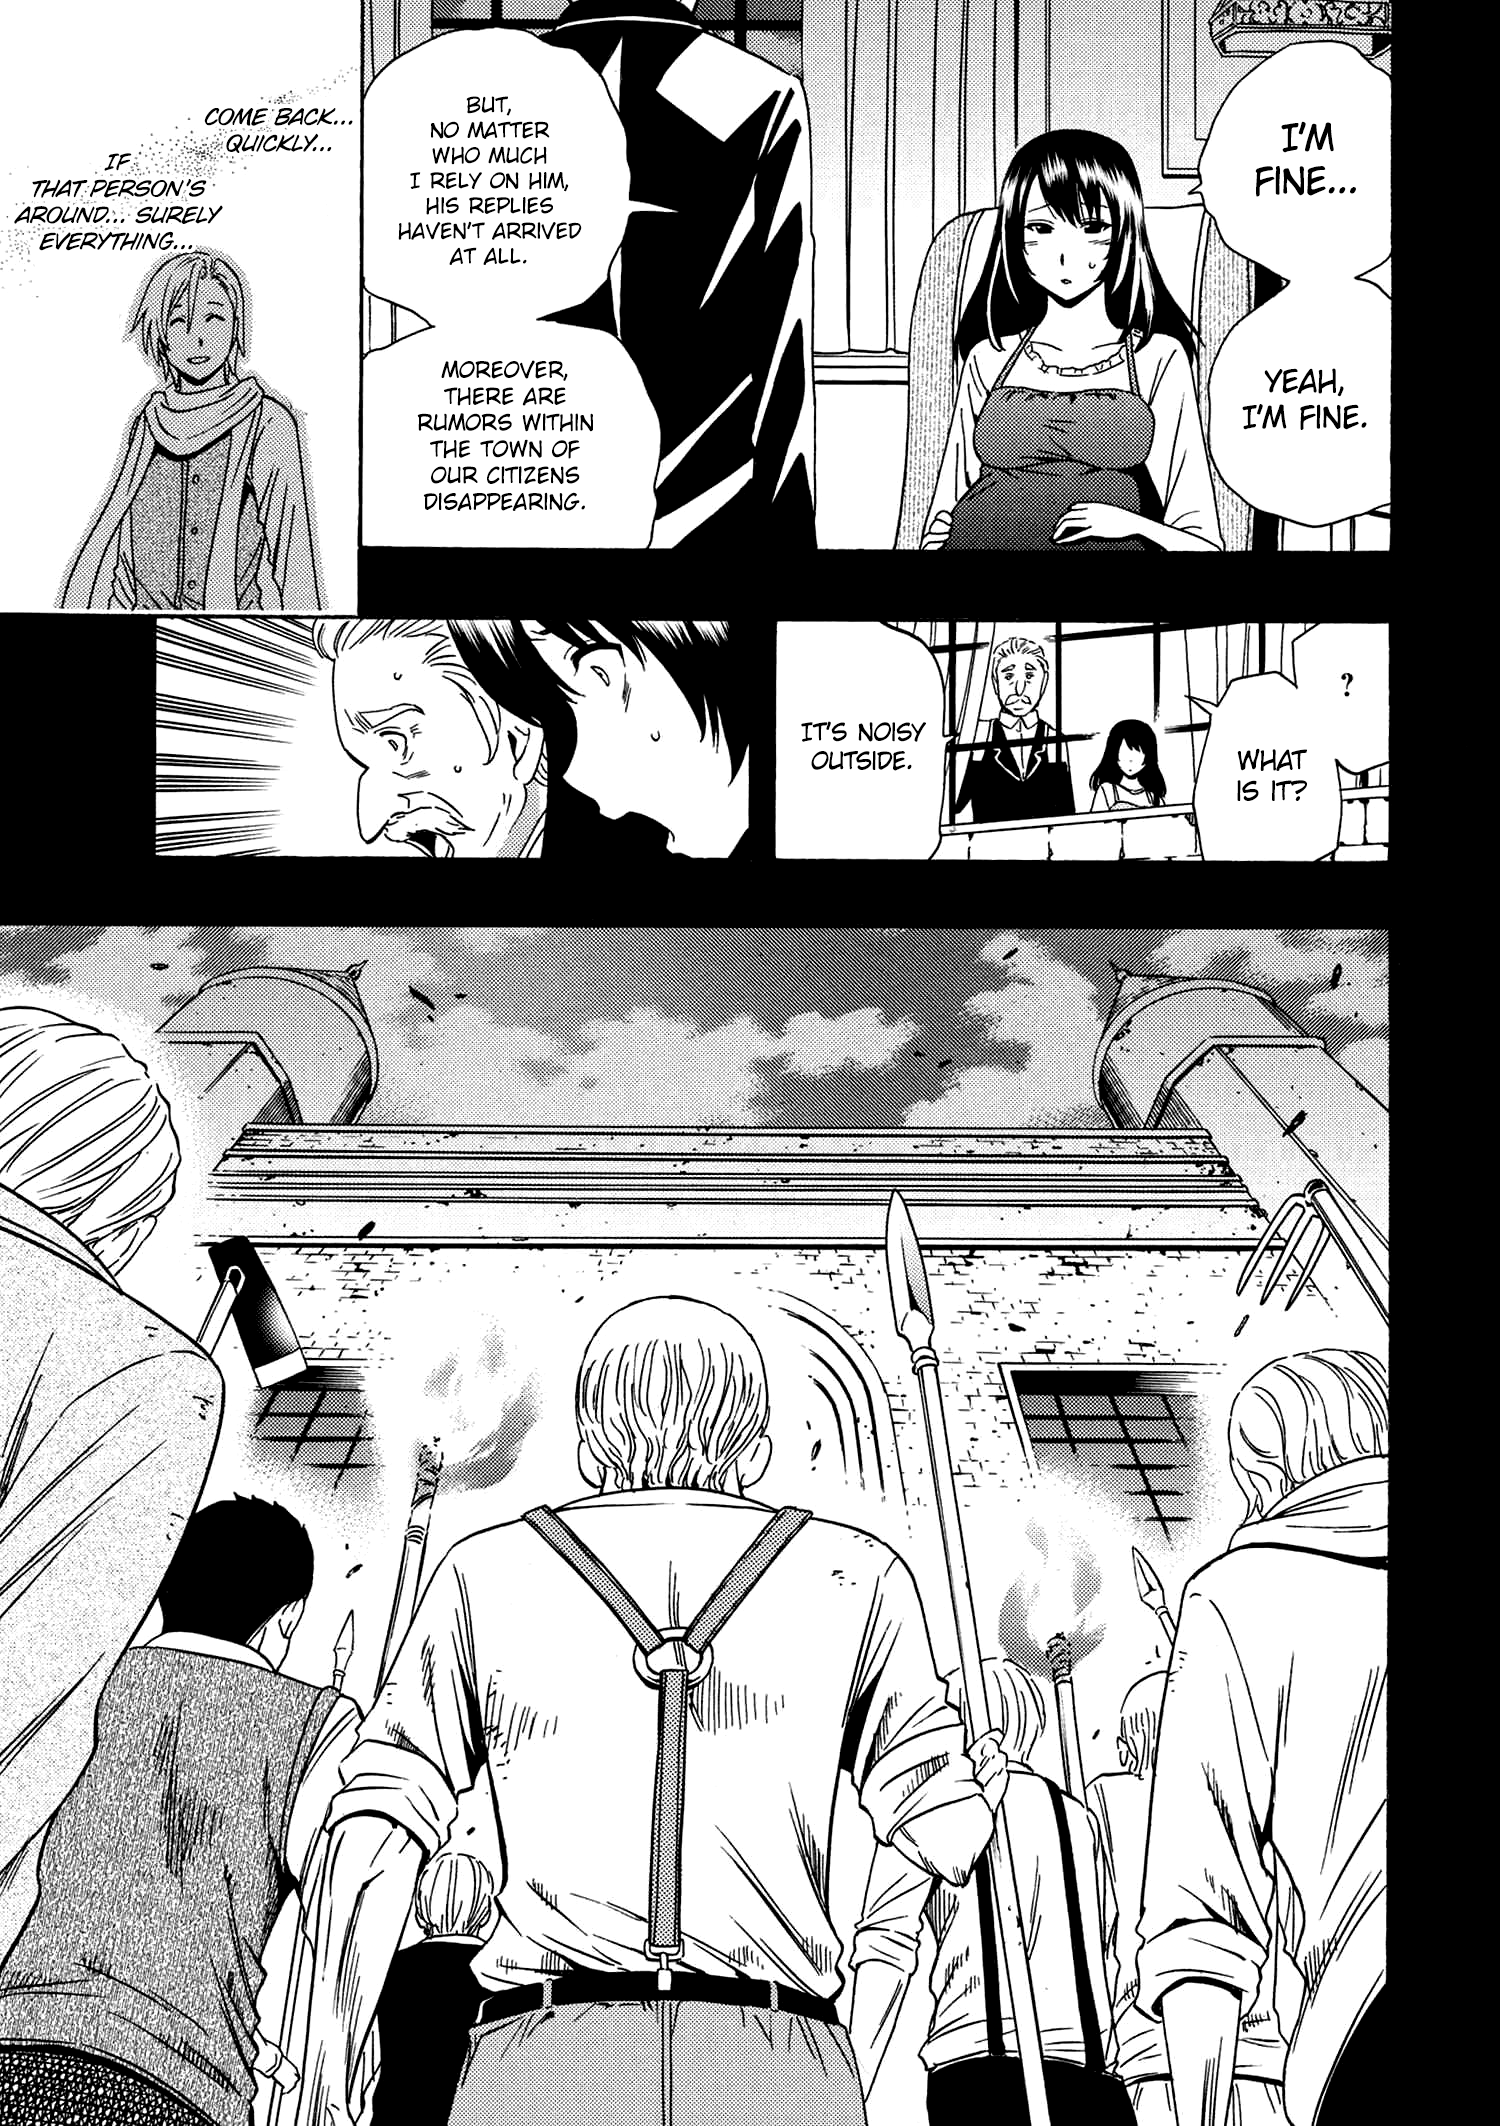 I'M
FINE...
YEAH,
I'M FINE.
BUT,
NO MATTER
WHO MUCH
I RELY ON HIM,
HIS REPLIES
HAVEN'T ARRIVED
AT ALL.
MOREOVER,
THERE ARE
RUMORS WITHIN
THE TOWN OF
OUR CITIZENS
DISAPPEARING.
COME BACK...
QUICKLY...
IF
THAT PERSON'S
AROUND... SURELY
EVERYTHING...
?
WHAT
IS IT?
IT'S NOISY
OUTSIDE.